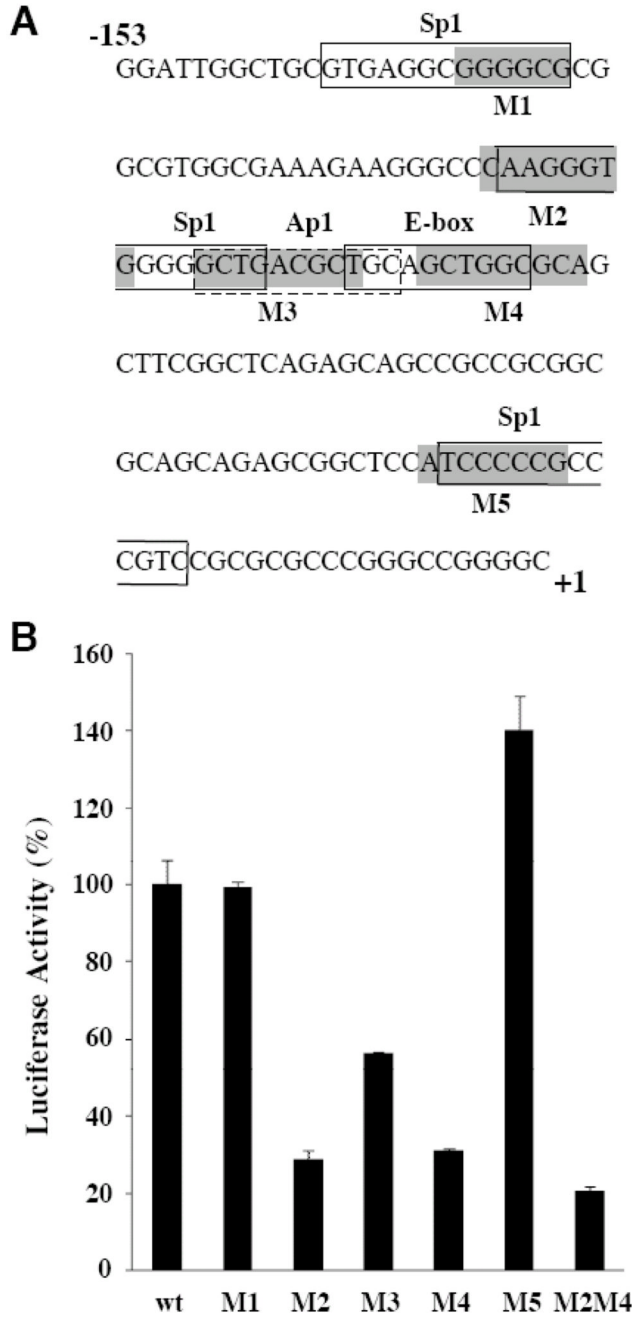 A
-153
Sp1
GGATTGGCTGCGTGAGGCGGGGCGCG
M1
GCGTGGCGAAAGAAGGGCCCAAGGGT
M2
Sp1 Ap1 E-box
GGGGGCTGACGCTGCAGCTGGCGCAG
M3 M4
CTTCGGCTCAGAGCAGCCGCCGCGGC
Sp1
GCAGCAGAGCGGCTCCATCCCCCGCC
M5
CGTCCGCGCGCCCGGGCCGGGGC
+1
B
Luciferase Activity (%)
160
140
120
100
80
60
40
20
0
wt M1 M2 M3 M4 M5 M2M4